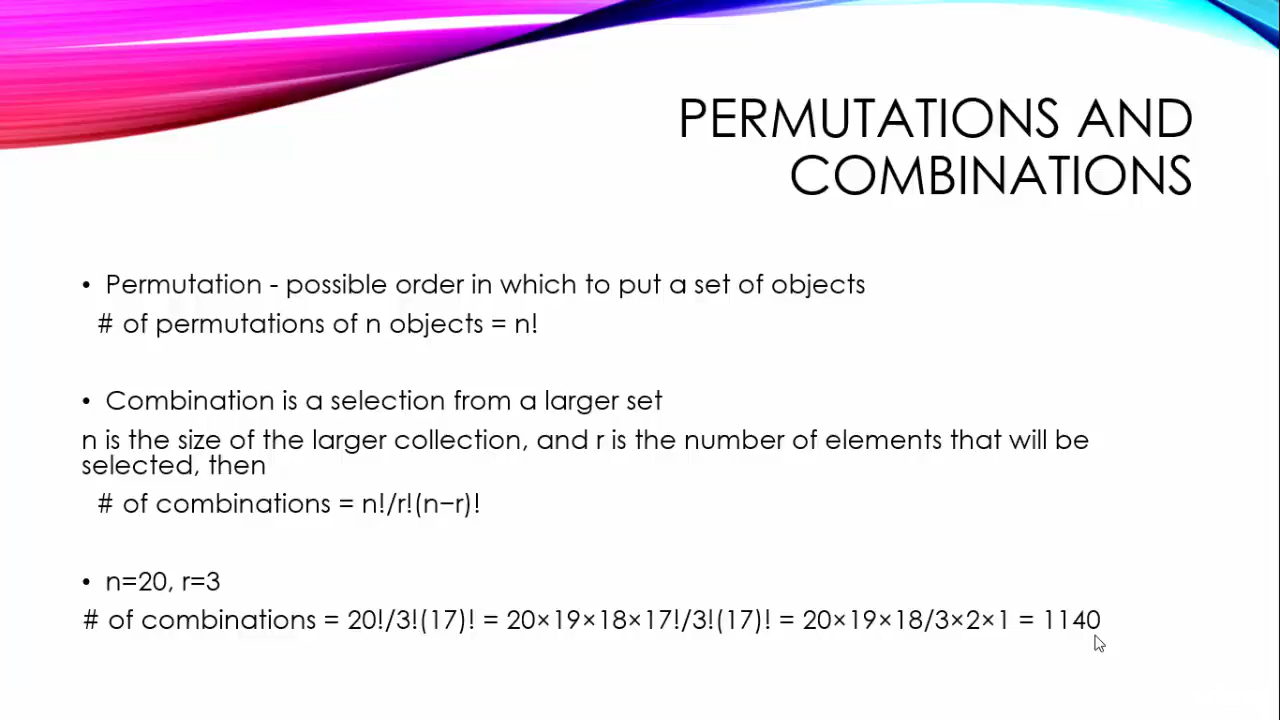 PERMUTATIONS AND
COMBINATIONS
• Permutation - possible order in which to put a set of objects
# of permutations of n objects = n!
• Combination is a selection from a larger set
n is the size of the larger collection, and r is the number of elements that will be
selected, then
# of combinations = n!/r!(n−r)!
• n=20, r=3
# of combinations = 20!/3!(17)! = 20×19×18×17!/3!(17)! = 20×19×18/3×2×1 = 1140